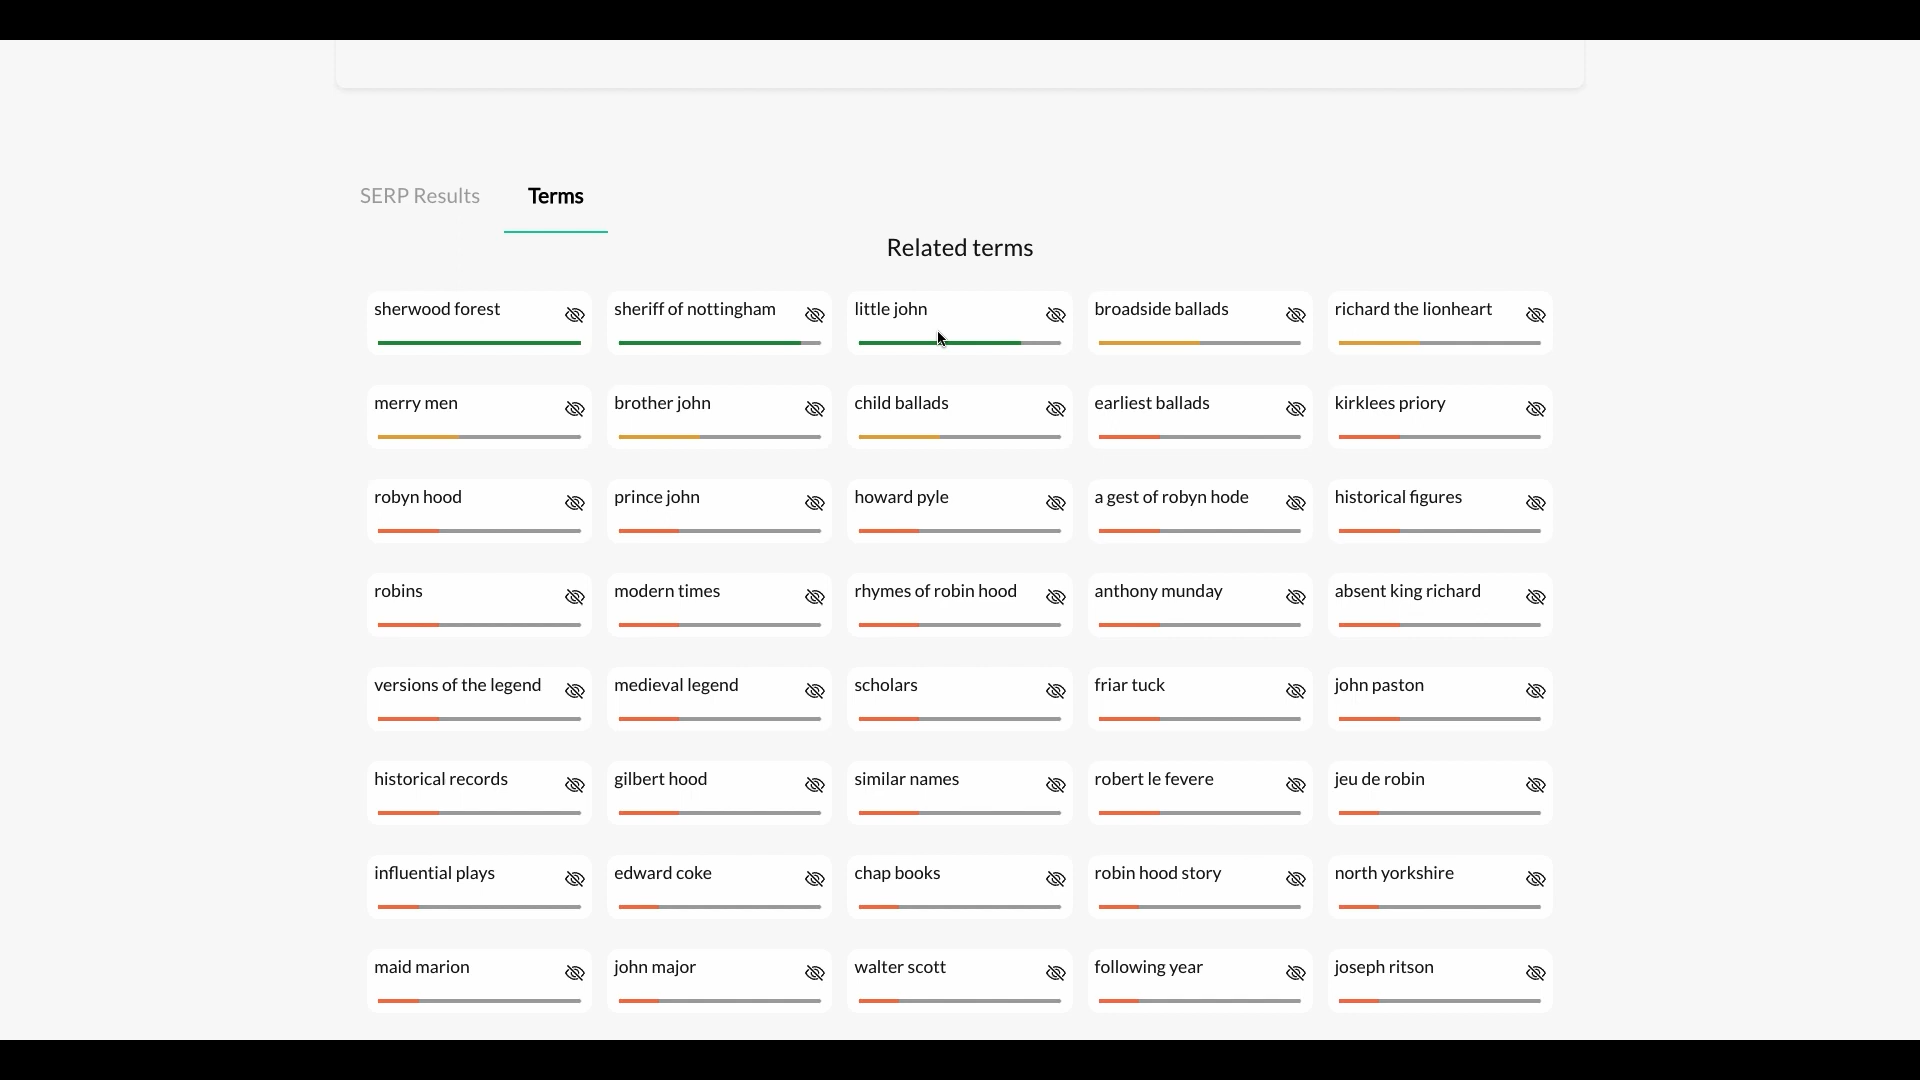 SERP Results
Terms
Related terms
sherwood forest
sheriff of nottingham
little john
broadside ballads
richard the lionheart
merry men
brother john
child ballads
earliest ballads
kirklees priory
robyn hood
prince john
howard pyle
a gest of robyn hode
historical figures
robins
modern times
rhymes of robin hood
anthony munday
absent king richard
versions of the legend
medieval legend
scholars
friar tuck
john paston
historical records
gilbert hood
similar names
robert le fevere
jeu de robin
influential plays
edward coke
chap books
robin hood story
north yorkshire
maid marion
john major
walter scott
following year
joseph ritson